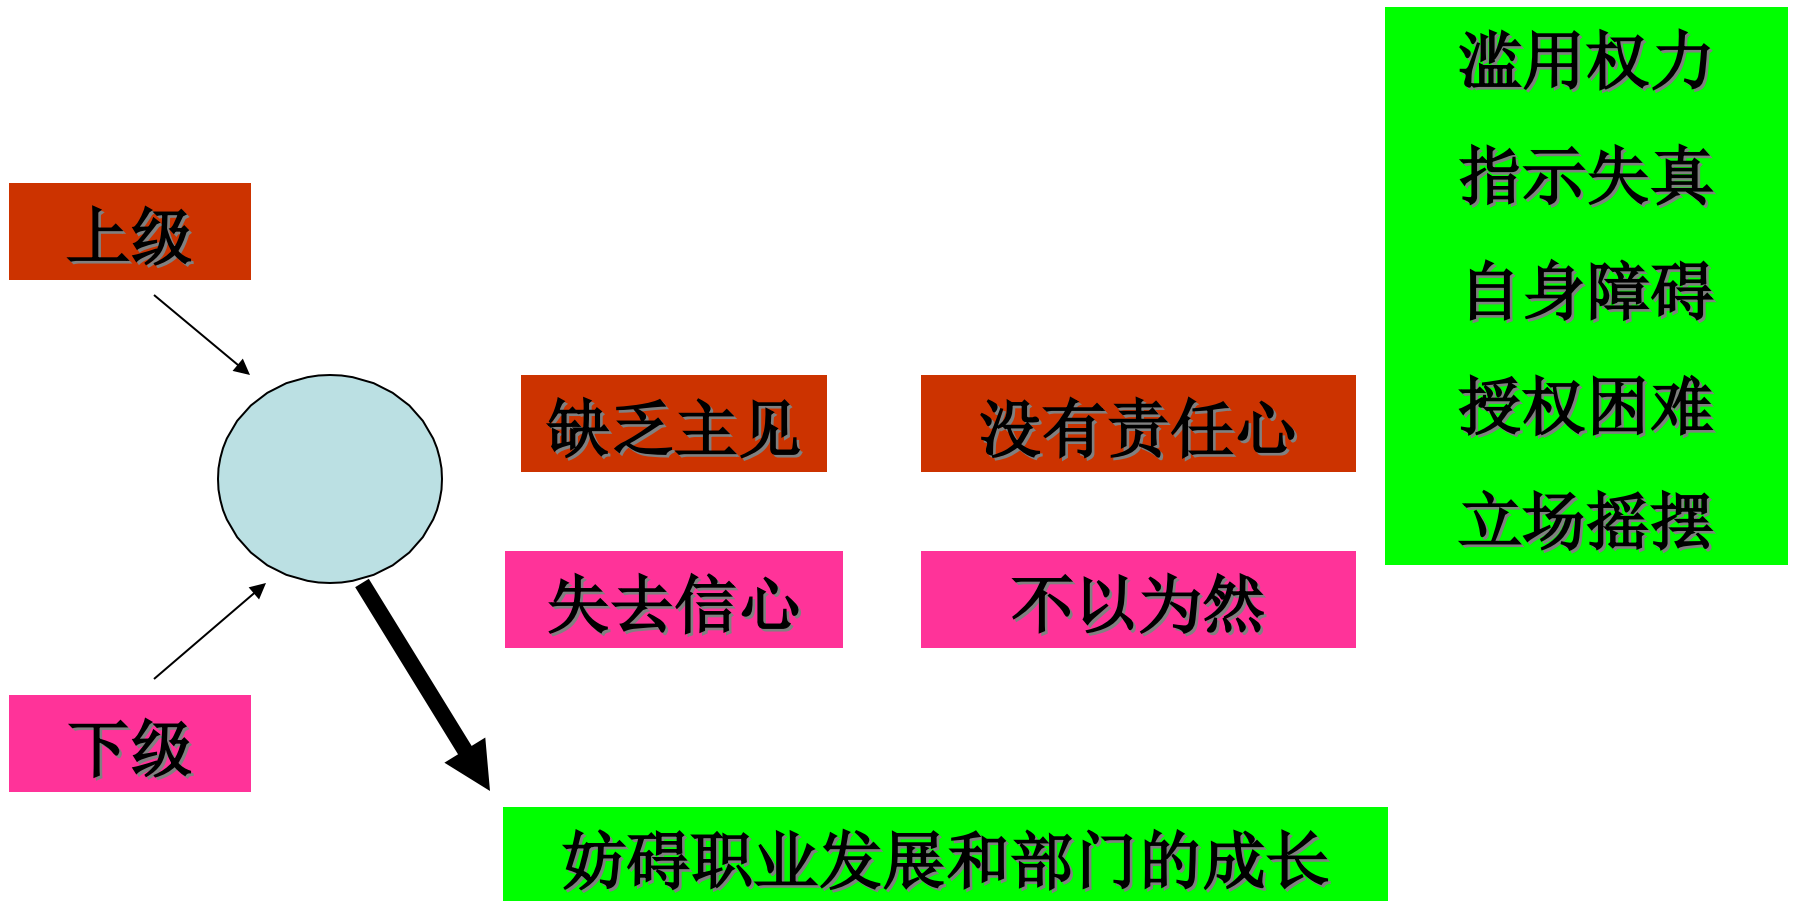 滥用权力
指示失真
自身障碍
授权困难
立场摇摆
上级
缺乏主见
没有责任心
失去信心
不以为然
下级
妨碍职业发展和部门的成长